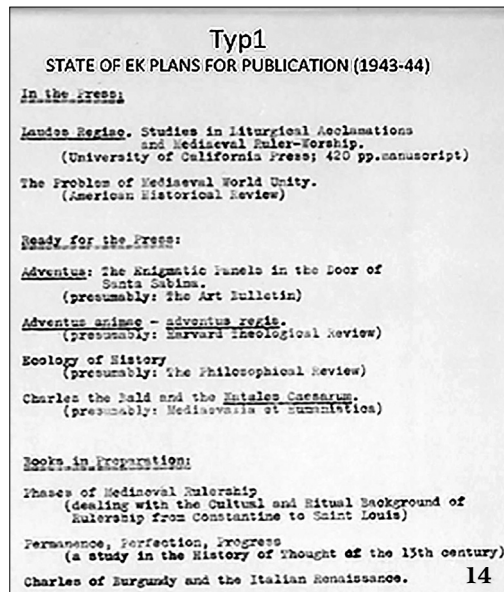 Typ1
STATE OF EK PLANS FOR PUBLICATION (1943-44)
In the Press:
Laudes Regiae. Studies in Liturgical Acclamations
and Mediaeval Ruler-Worship.
(University of California Press; 420 pp.manuscript)
The Problem of Mediaeval World Unity.
(American Historical Review)
Ready for the Press:
Adventus: The Enigmatic Panels in the Door of
Santa Sabina.
(presumably: The Art Bulletin)
Adventus animae - adventus regis.
(presumably: Harvard Theological Review)
Ecology of History
(presumably: The Philosophical Review)
Charles the Bald and the Natales Caesarum.
(presumably: Mediaevalia et Humanistica)
Books in Preparation:
Phases of Mediaeval Rulership
(dealing with the Cultural and Ritual Background of
Rulership from Constantine to Saint Louis)
Permanence, Perfection, Progress
(a study in the History of Thought of the 13th century)
Charles of Burgundy and the Italian Renaissance.
14